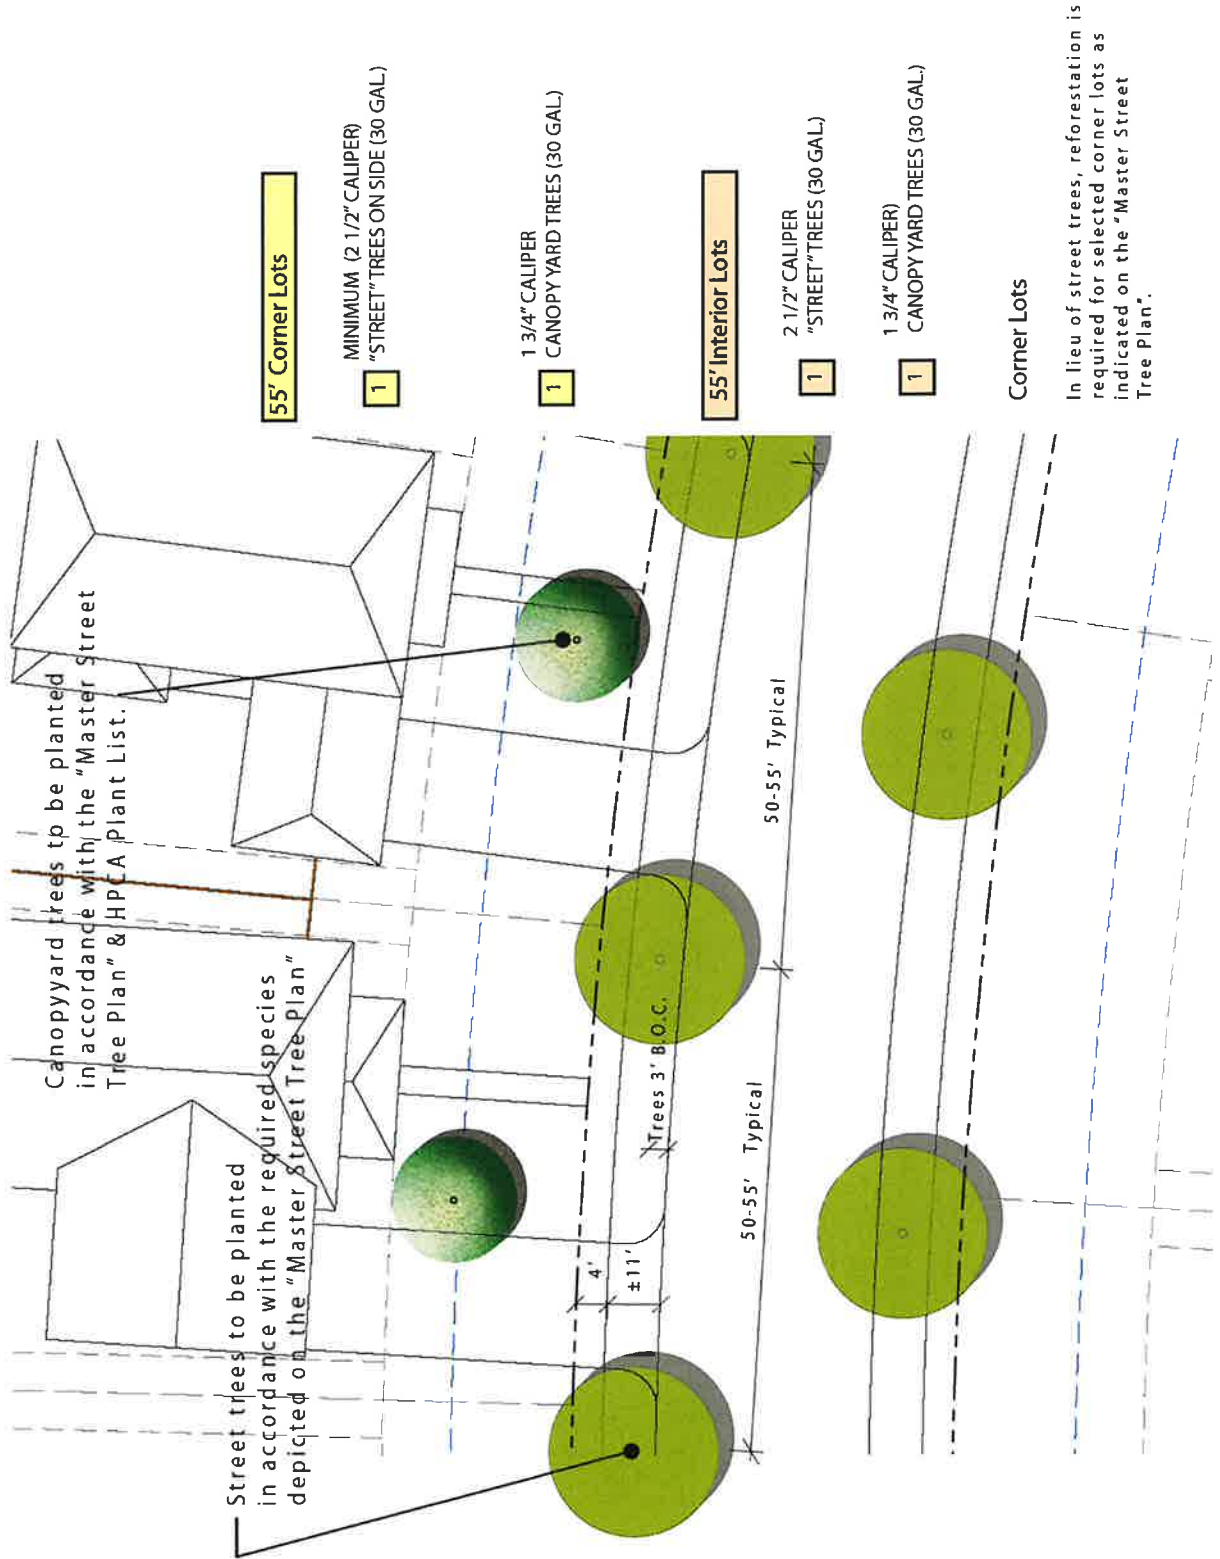 Canopyyard trees to be planted
in accordance with the "Master Street
Tree Plan" & HPCA Plant List.
Street trees to be planted
in accordance with the required species
depicted on the "Master Street Tree Plan"
4'
±11'
Trees 3' B.O.C.
50-55' Typical
50-55' Typical
55' Corner Lots
1
MINIMUM (2 1/2" CALIPER)
"STREET" TREES ON SIDE (30 GAL.)
1
1 3/4" CALIPER
CANOPY YARD TREES (30 GAL.)
55' Interior Lots
1
2 1/2" CALIPER
"STREET" TREES (30 GAL.)
1
1 3/4" CALIPER)
CANOPY YARD TREES (30 GAL.)
Corner Lots
In lieu of street trees, reforestation is
required for selected corner lots as
indicated on the "Master Street
Tree Plan".